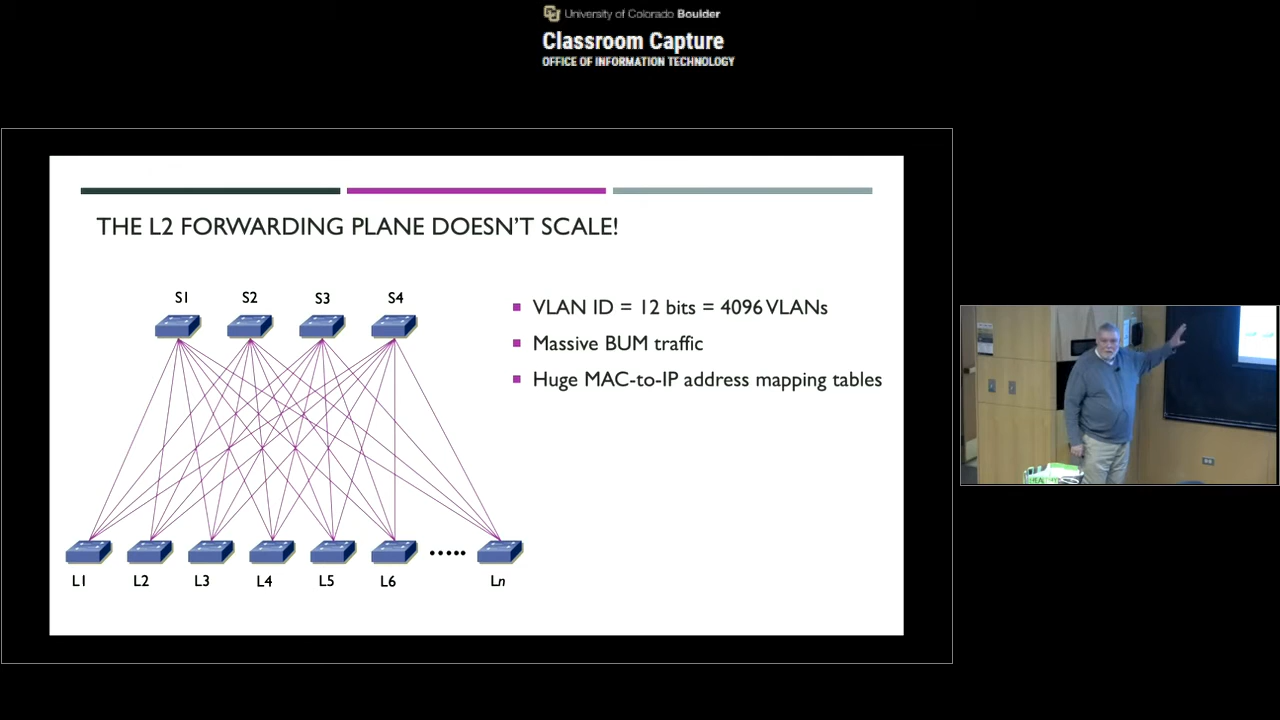 University of Colorado Boulder
Classroom Capture
OFFICE OF INFORMATION TECHNOLOGY
THE L2 FORWARDING PLANE DOESN'T SCALE!
S1 S2 S3 S4
VLAN ID = 12 bits = 4096 VLANs
Massive BUM traffic
Huge MAC-to-IP address mapping tables
L1 L2 L3 L4 L5 L6 Ln